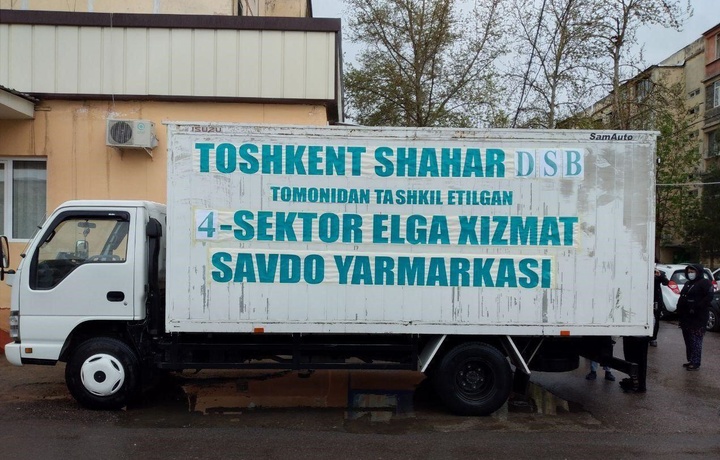 ISUZU
SamAuto
TOSHKENT SHAHAR DSB
TOMONIDAN TASHKIL ETILGAN
4-SEKTOR ELGA XIZMAT
SAVDO YARMARKASI